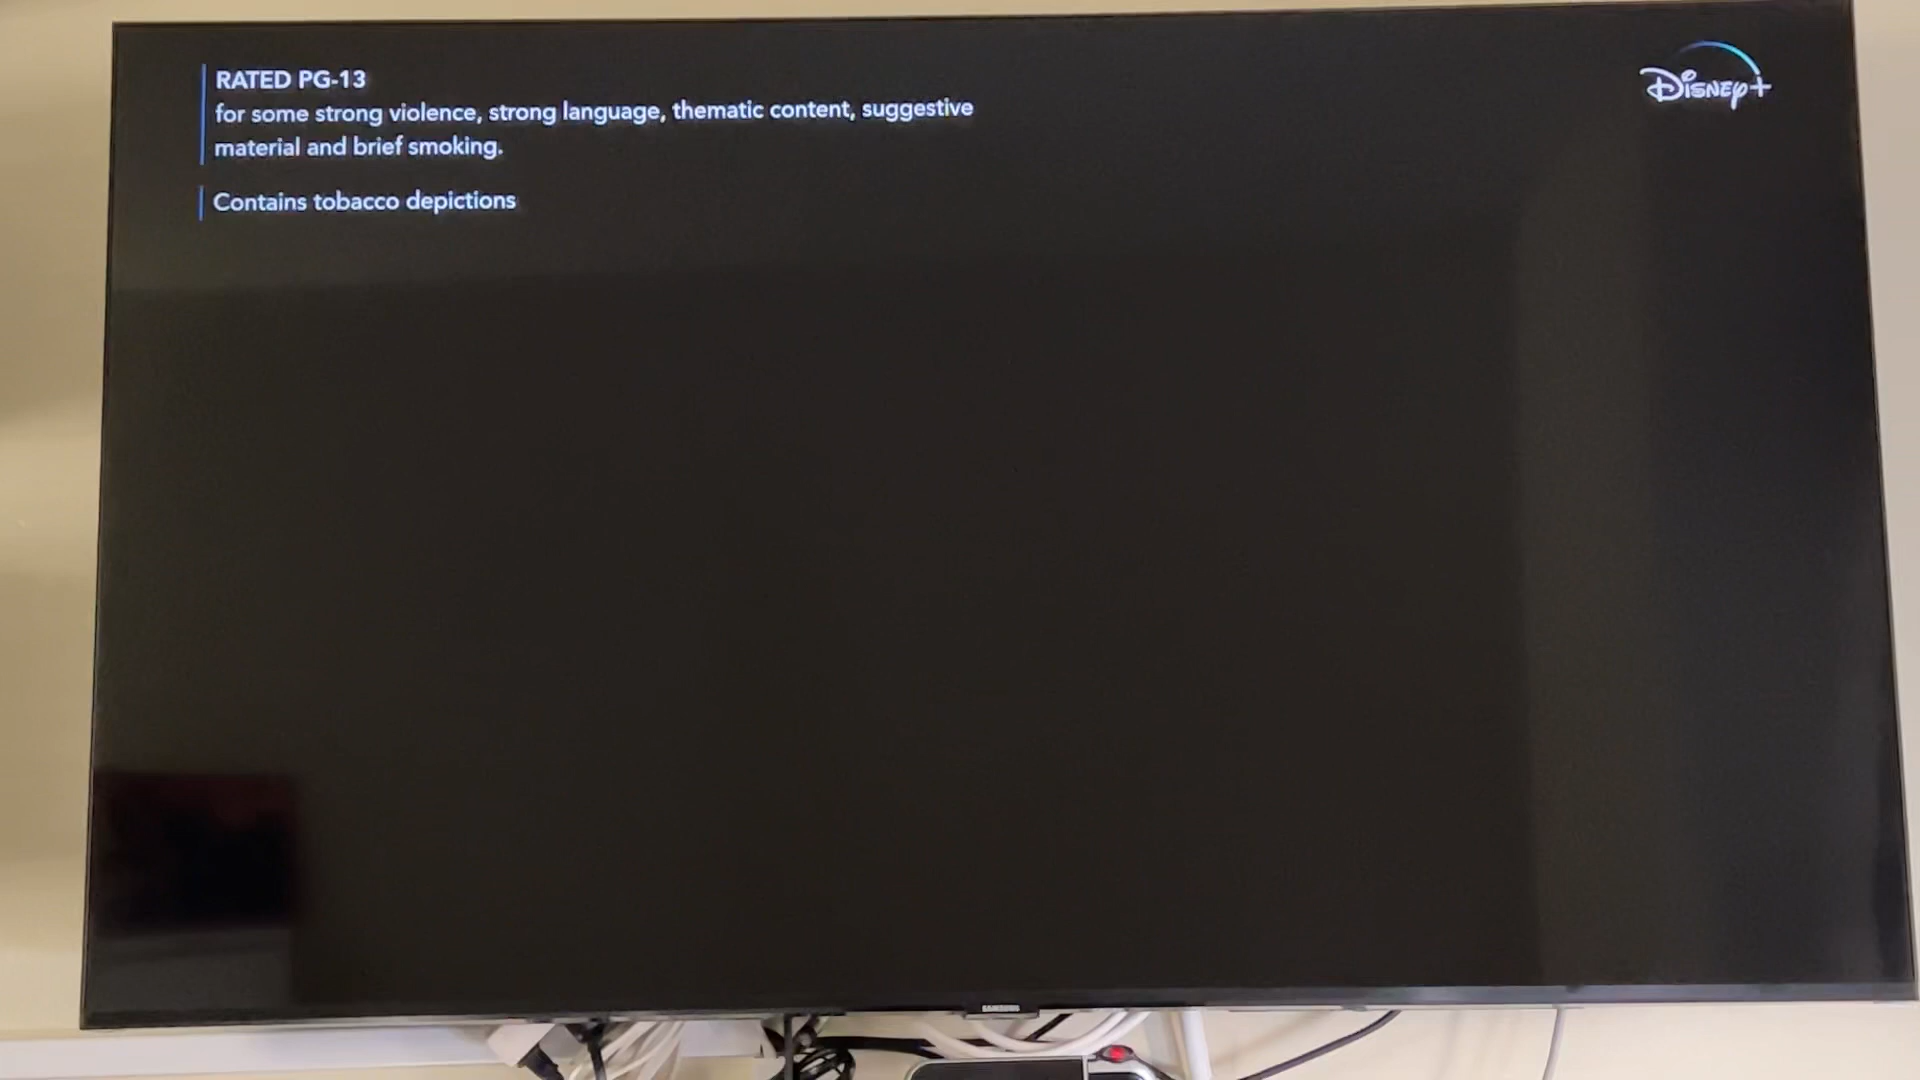 RATED PG-13
for some strong violence, strong language, thematic content, suggestive
material and brief smoking.
Contains tobacco depictions
Disney+
SAMSUNG